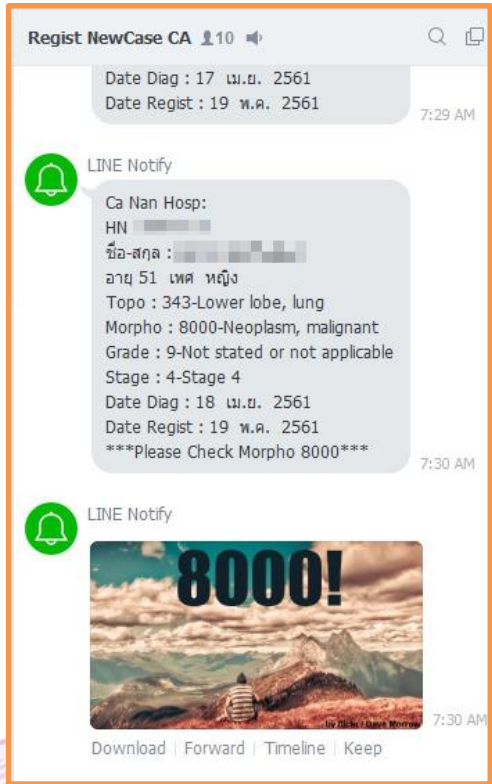 Regist NewCase CA 10
Date Diag : 17 เม.ย. 2561
Date Regist : 19 พ.ค. 2561
7:29 AM
LINE Notify
Ca Nan Hosp:
HN
ชื่อ-สกุล :
อายุ 51 เพศ หญิง
Topo : 343-Lower lobe, lung
Morpho : 8000-Neoplasm, malignant
Grade : 9-Not stated or not applicable
Stage : 4-Stage 4
Date Diag : 18 เม.ย. 2561
Date Regist : 19 พ.ค. 2561
***Please Check Morpho 8000***
7:30 AM
LINE Notify
8000!
by flickr / Dave Morrow
7:30 AM
Download Forward Timeline Keep